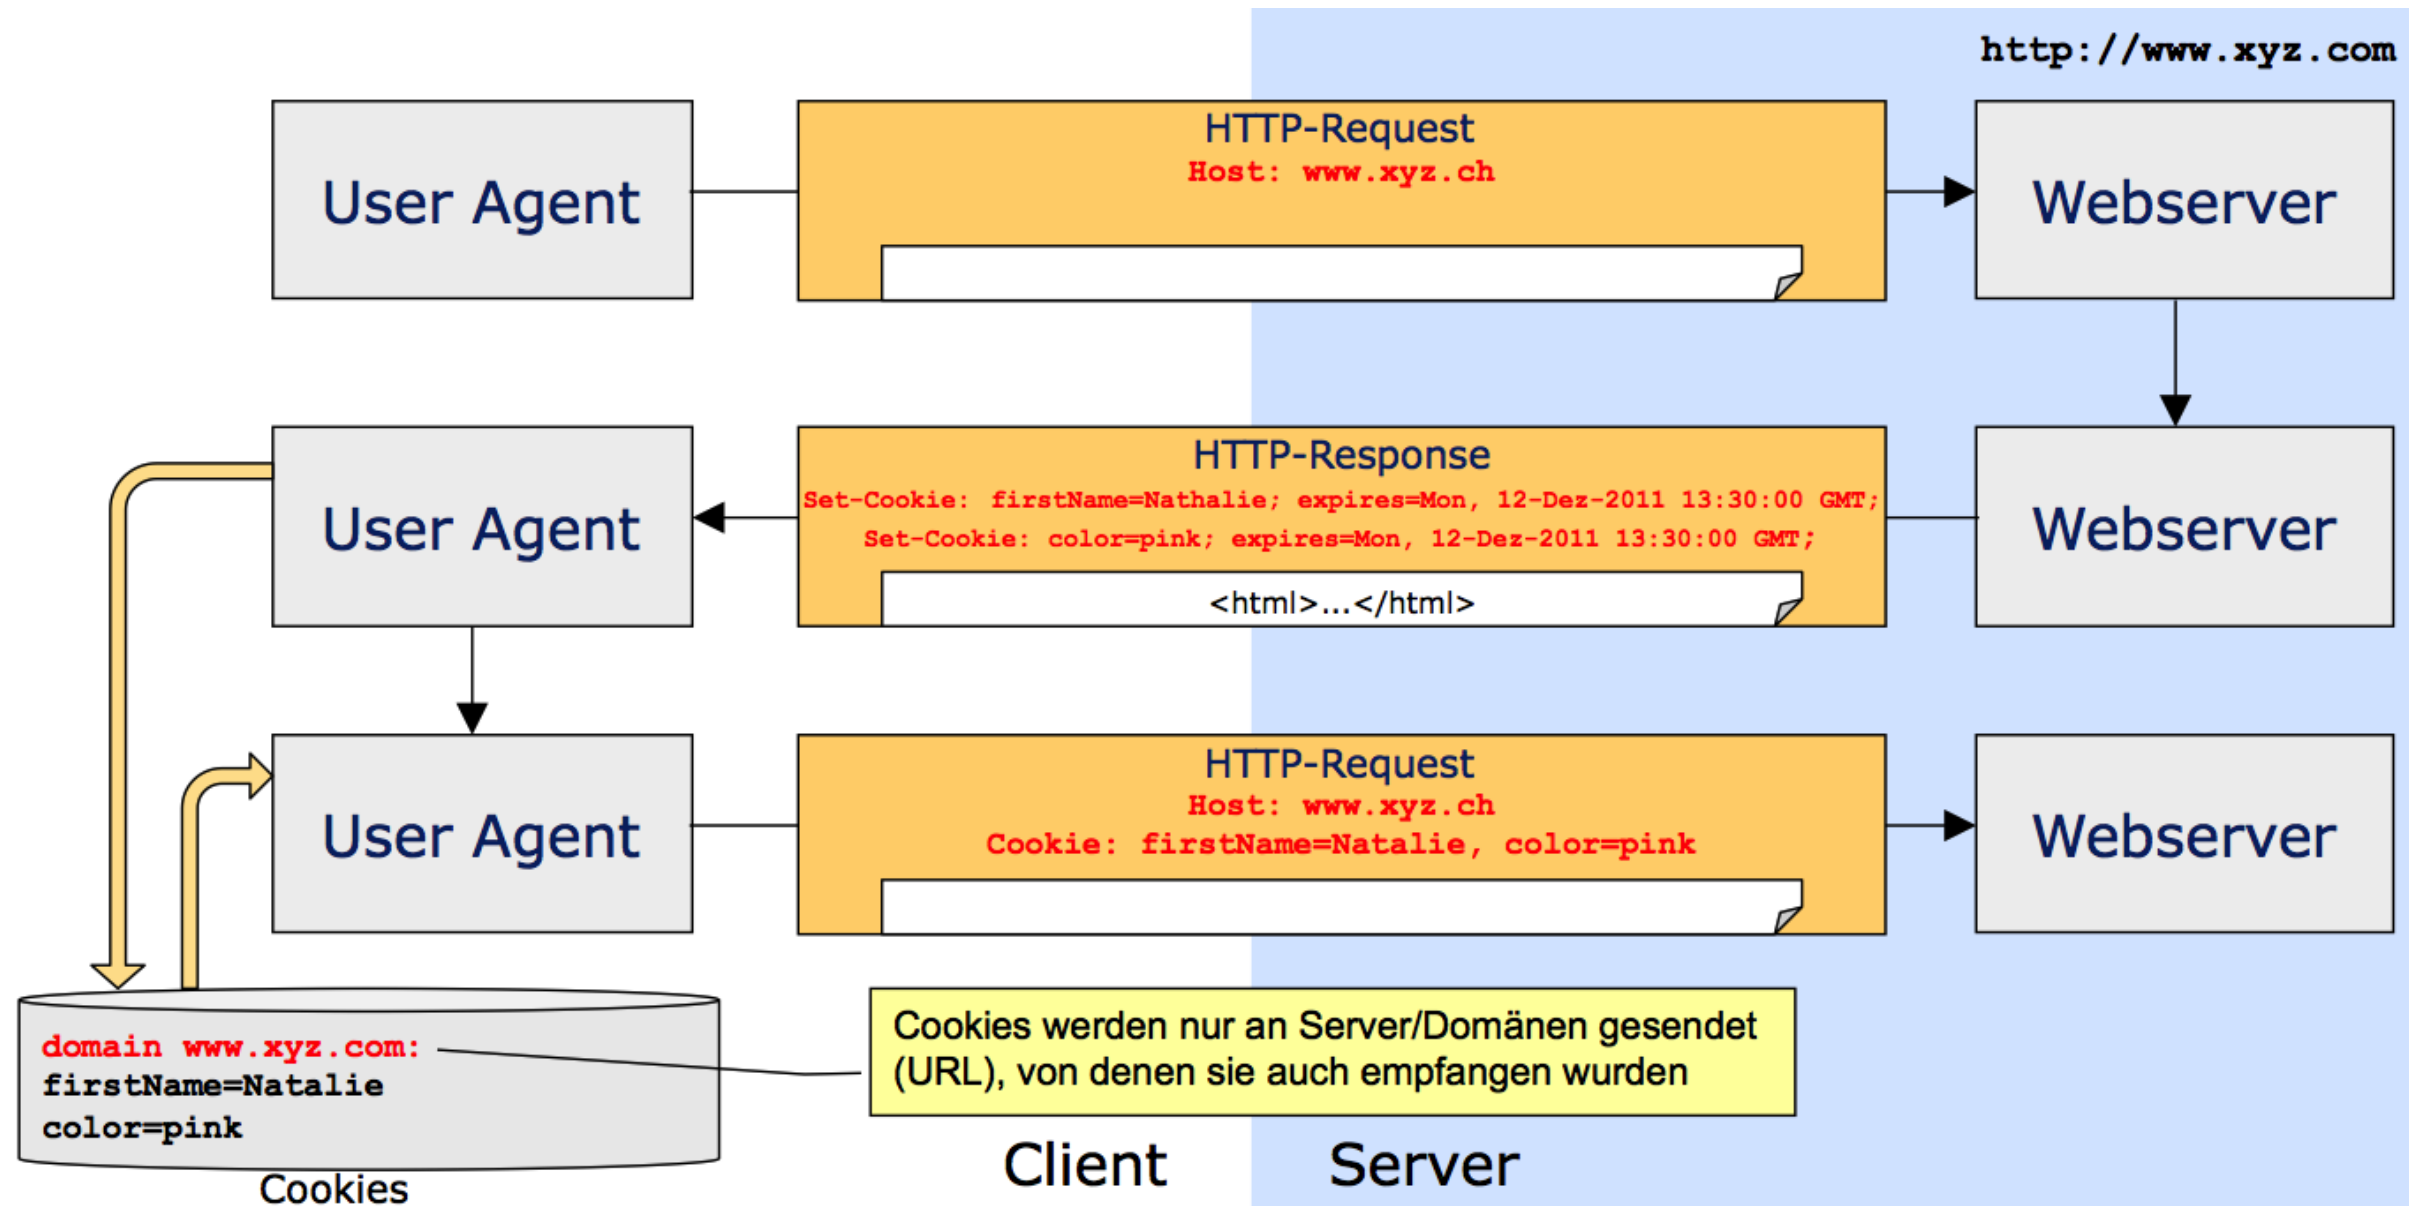 http://www.xyz.com
User Agent
HTTP-Request
Host: www.xyz.ch
Webserver
User Agent
HTTP-Response
Set-Cookie: firstName=Nathalie; expires=Mon, 12-Dez-2011 13:30:00 GMT;
Set-Cookie: color=pink; expires=Mon, 12-Dez-2011 13:30:00 GMT;
<html>...</html>
Webserver
User Agent
HTTP-Request
Host: www.xyz.ch
Cookie: firstName=Natalie, color=pink
Webserver
domain www.xyz.com:
firstName=Natalie
color=pink
Cookies
Cookies werden nur an Server/Domänen gesendet
(URL), von denen sie auch empfangen wurden
Client
Server